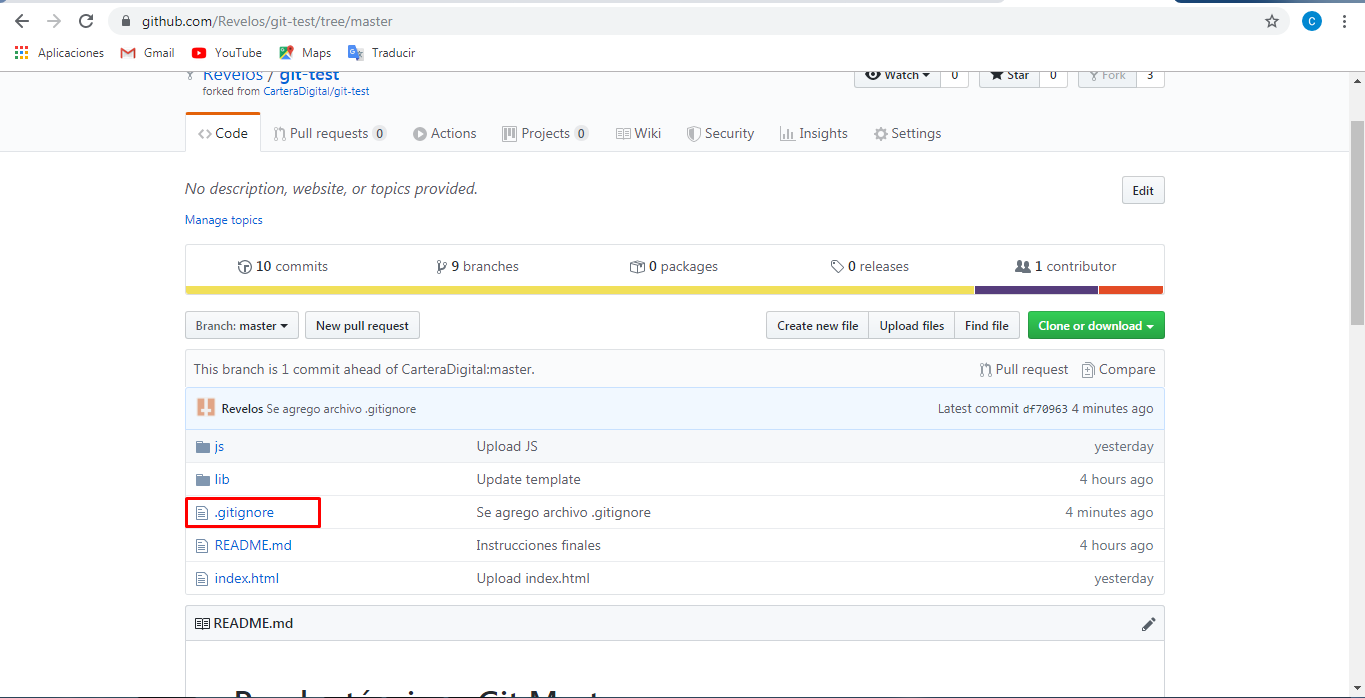 github.com/Revelos/git-test/tree/master
C
Aplicaciones Gmail YouTube Maps Traducir
Revelos / git-test
Watch 0 Star 0 Fork 3
forked from CarteraDigital/git-test
Code Pull requests 0 Actions Projects 0 Wiki Security Insights Settings
No description, website, or topics provided.
Edit
Manage topics
10 commits 9 branches 0 packages 0 releases 1 contributor
Branch: master New pull request Create new file Upload files Find file Clone or download
This branch is 1 commit ahead of CarteraDigital:master. Pull request Compare
Revelos Se agrego archivo .gitignore Latest commit df70963 4 minutes ago
js Upload JS yesterday
lib Update template 4 hours ago
.gitignore Se agrego archivo .gitignore 4 minutes ago
README.md Instrucciones finales 4 hours ago
index.html Upload index.html yesterday
README.md